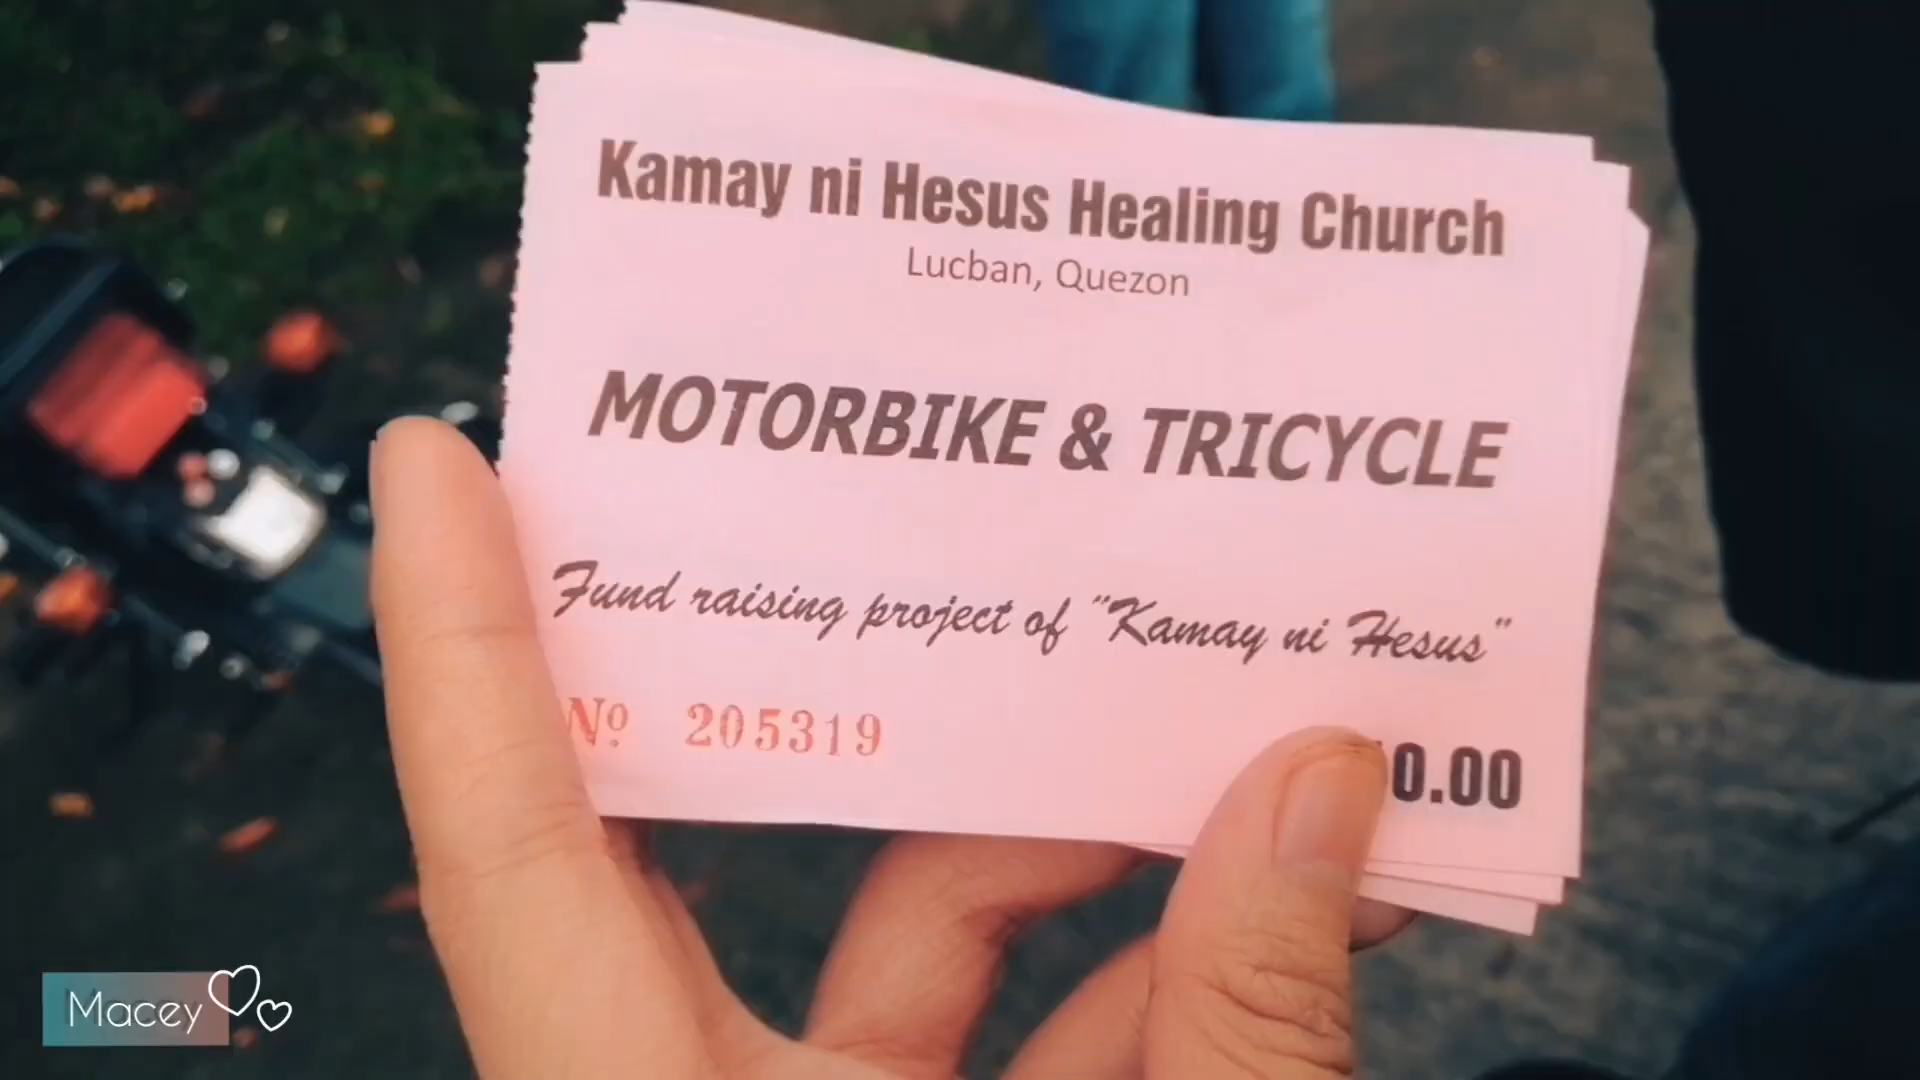 Kamay ni Hesus Healing Church
Lucban, Quezon
MOTORBIKE & TRICYCLE
Fund raising project of "Kamay ni Hesus"
Nº 205319
0.00
Macey